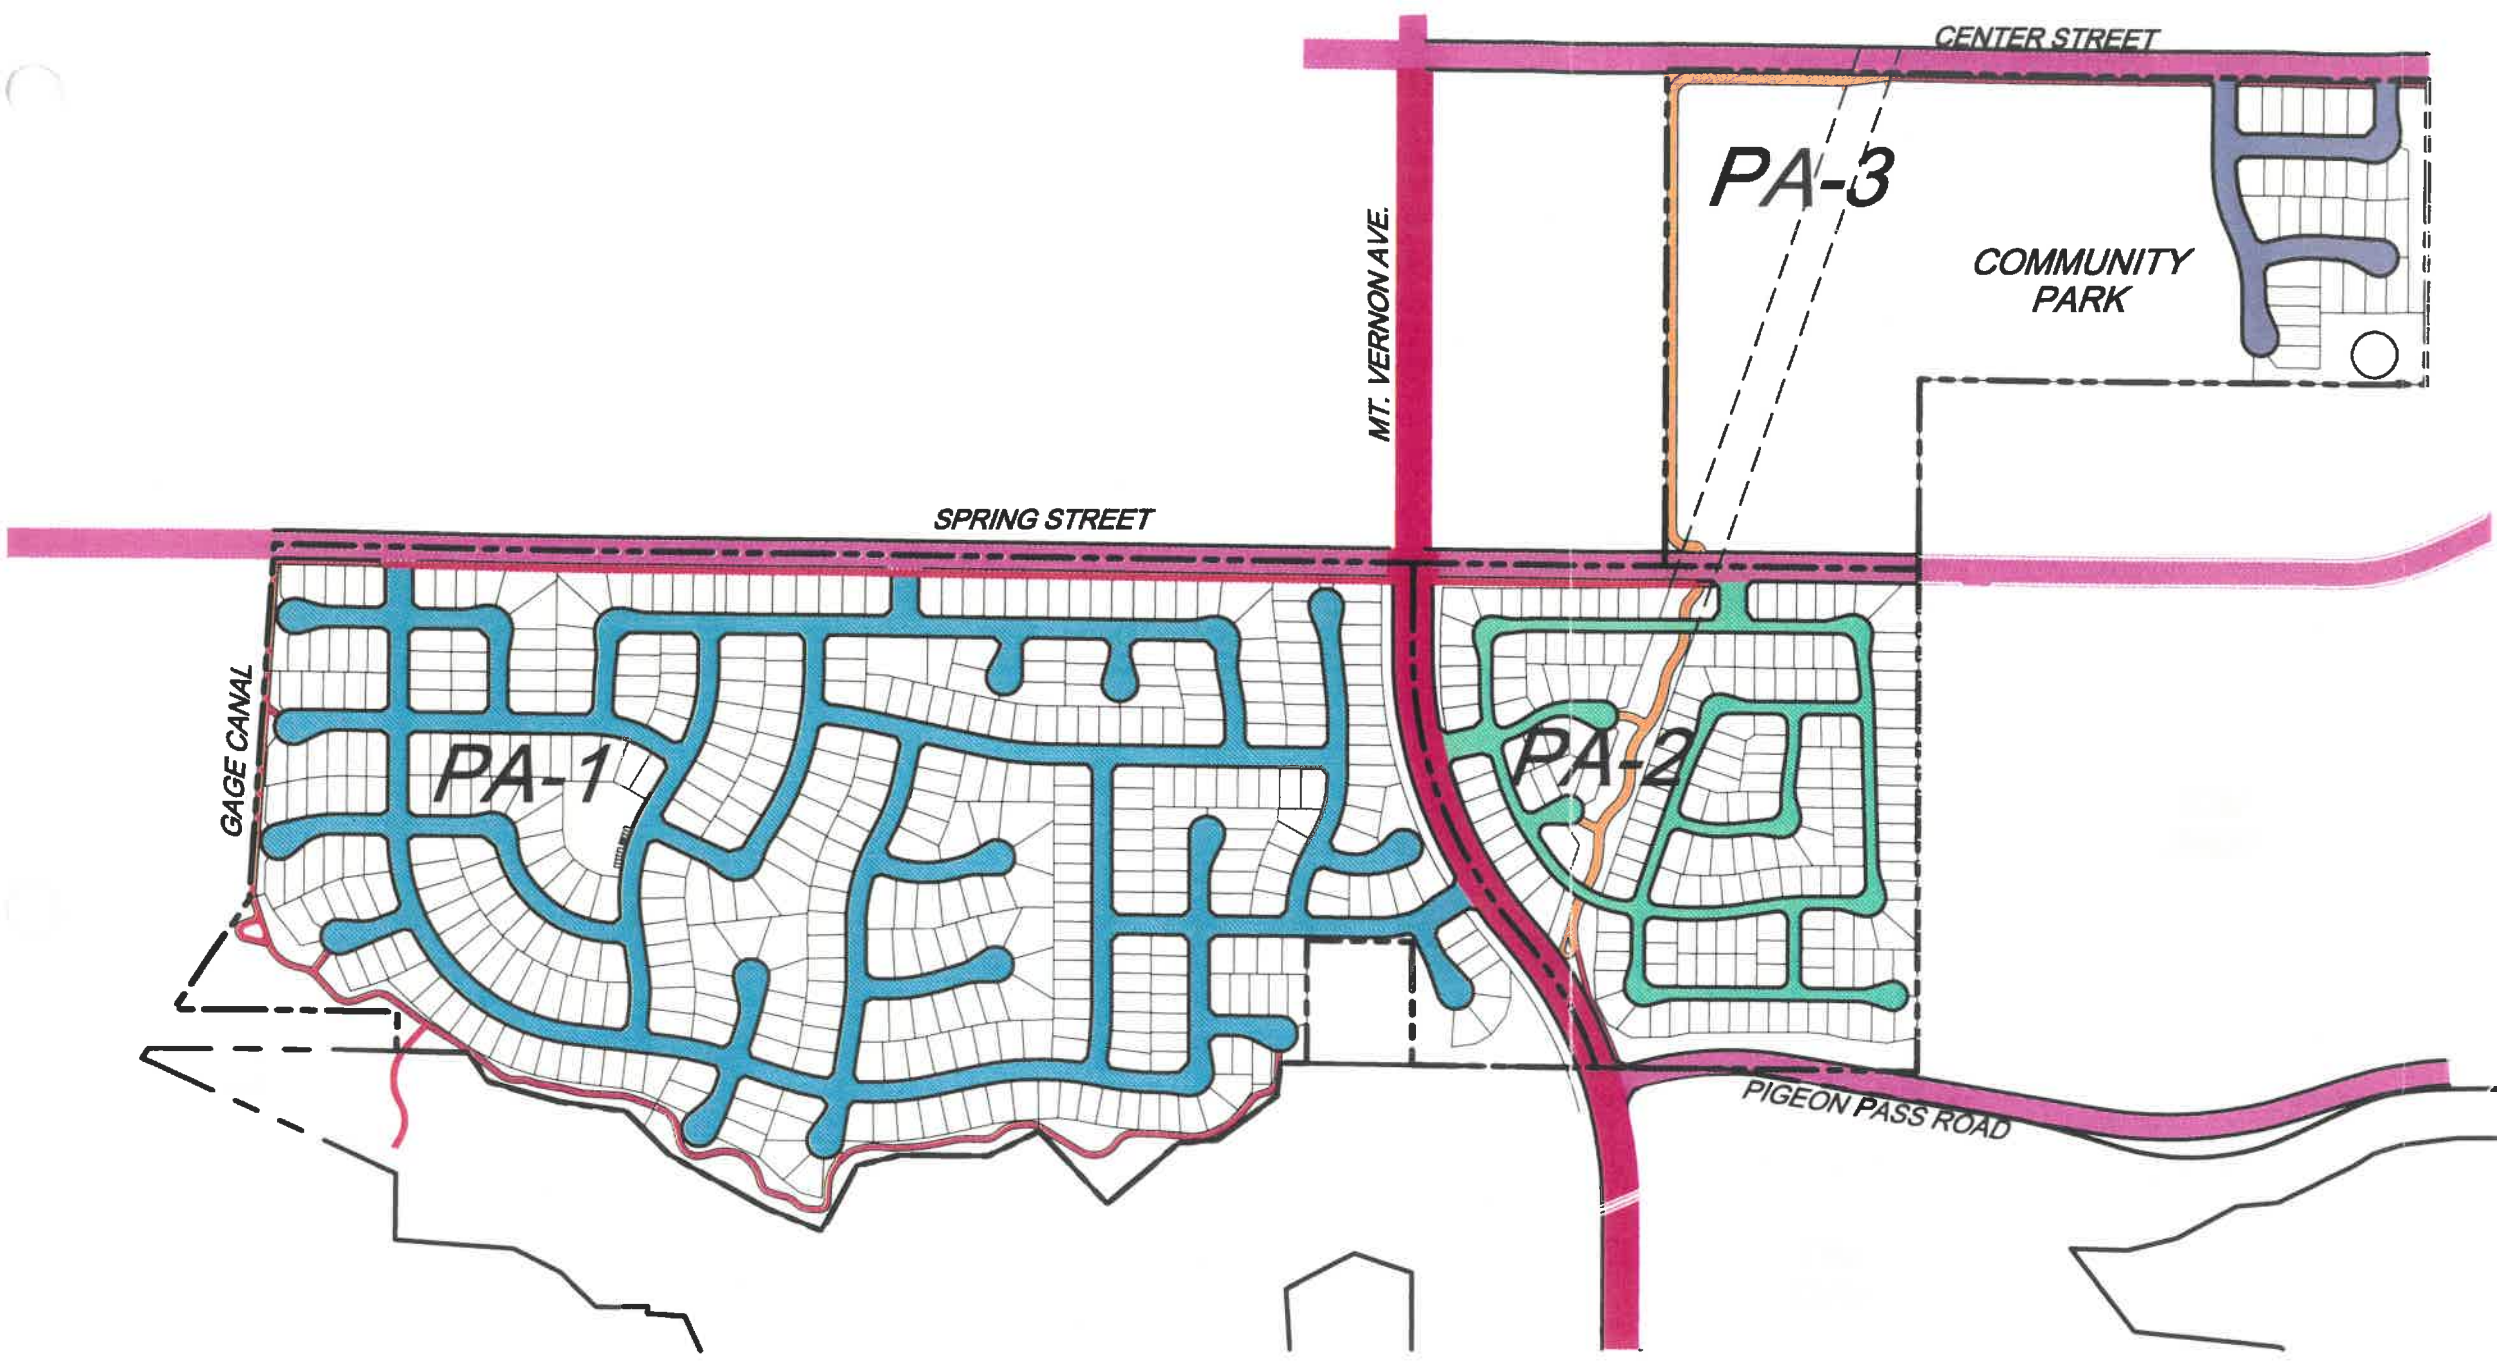 CENTER STREET
PA-3
COMMUNITY
PARK
MT. VERNON AVE.
SPRING STREET
GAGE CANAL
PA-1
PA-2
PIGEON PASS ROAD